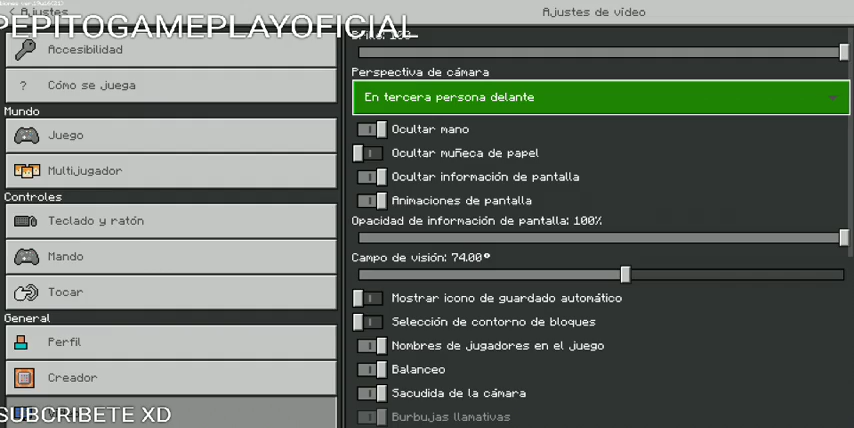 Ajustes
Ajustes de vídeo
PEPITOGAMEPLAYOFICIAL
Accesibilidad
? Cómo se juega
Mundo
Juego
Multijugador
Controles
Teclado y ratón
Mando
Tocar
General
Perfil
Creador
SUBCRIBETE XD
Brillo: 100
Perspectiva de cámara
En tercera persona delante
Ocultar mano
Ocultar muñeca de papel
Ocultar información de pantalla
Animaciones de pantalla
Opacidad de información de pantalla: 100%
Campo de visión: 74.00°
Mostrar icono de guardado automático
Selección de contorno de bloques
Nombres de jugadores en el juego
Balanceo
Sacudida de la cámara
Burbujas llamativas